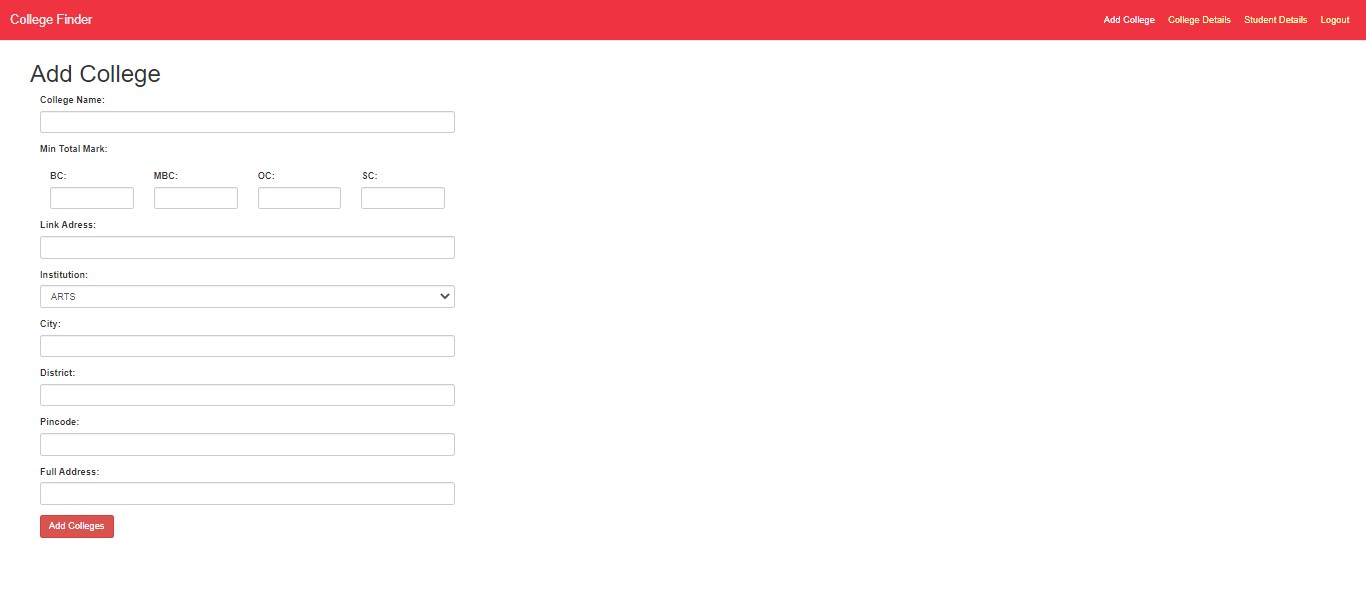 College Finder
Add College College Details Student Details Logout
Add College
College Name:
Min Total Mark:
BC: MBC: OC: SC:
Link Adress:
Institution:
ARTS
City:
District:
Pincode:
Full Address:
Add Colleges